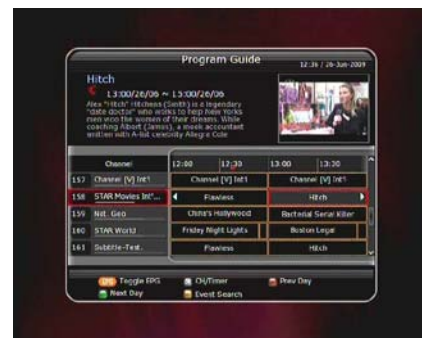 Program Guide
12:36 / 26-Jun-2009
Hitch
13:00/26/06 ~ 15:00/26/06
Alex "Hitch" Hitchens (Smith) is a legendary
"date doctor" who works to help New Yorks
men woo the women of their dreams. While
coaching Albert (James), a meek accountant
smitten with A-list celebrity Allegra Cole
Channel 12:00 12:30 13:00 13:30
157 Channel [V] Int'l Channel [V] Int'l Channel [V] Int'l
158 STAR Movies Int'... Flawless Hitch
159 Nat. Geo China's Hollywood Bacterial Serial Killer
160 STAR World Friday Night Lights Boston Legal
161 Subtitle-Test. Flawless Hitch
EPG Toggle EPG CH/Timer Prev Day
Next Day Event Search